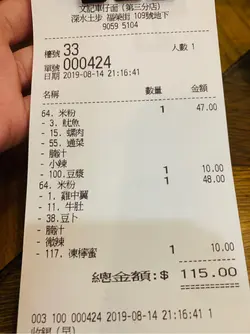 文記車仔面(第三分店)
深水土步 福榮街 109號地下
9059 5104
檯號 33 人數 1
單號 000424
日期 2019-08-14 21:16:41
名稱 數量 金額
64. 米粉 1 47.00
- 3. 魷魚
- 15. 螺肉
- 55. 通菜
- 腩汁
- 小辣
- 100.豆漿 1 10.00
64. 米粉 1 48.00
- 1. 雞中翼
- 11. 牛肚
- 38.豆卜
- 腩汁
- 微辣
- 117. 凍檸蜜 1 10.00
總金額:$ 115.00
003 100 000424 2019-08-14 21:16:41 1